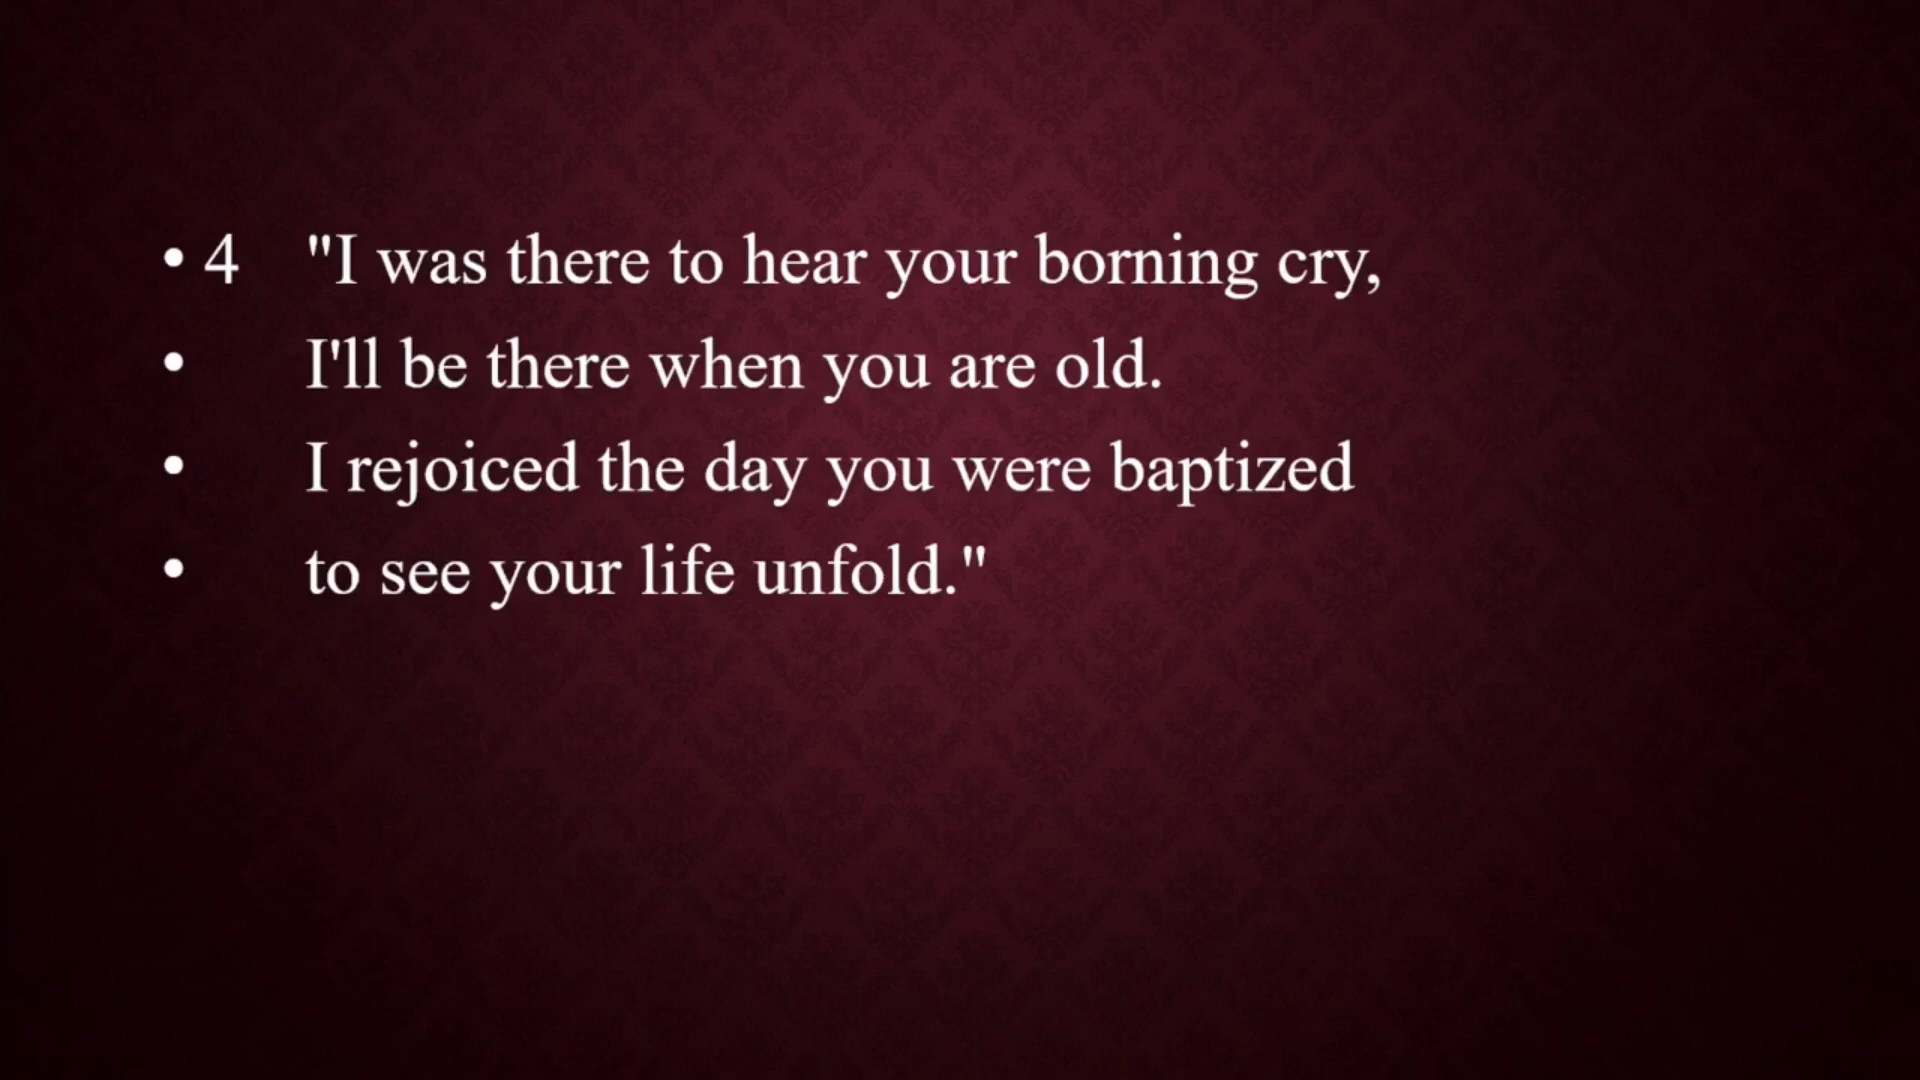 • 4 "I was there to hear your borning cry,
• I'll be there when you are old.
• I rejoiced the day you were baptized
• to see your life unfold."